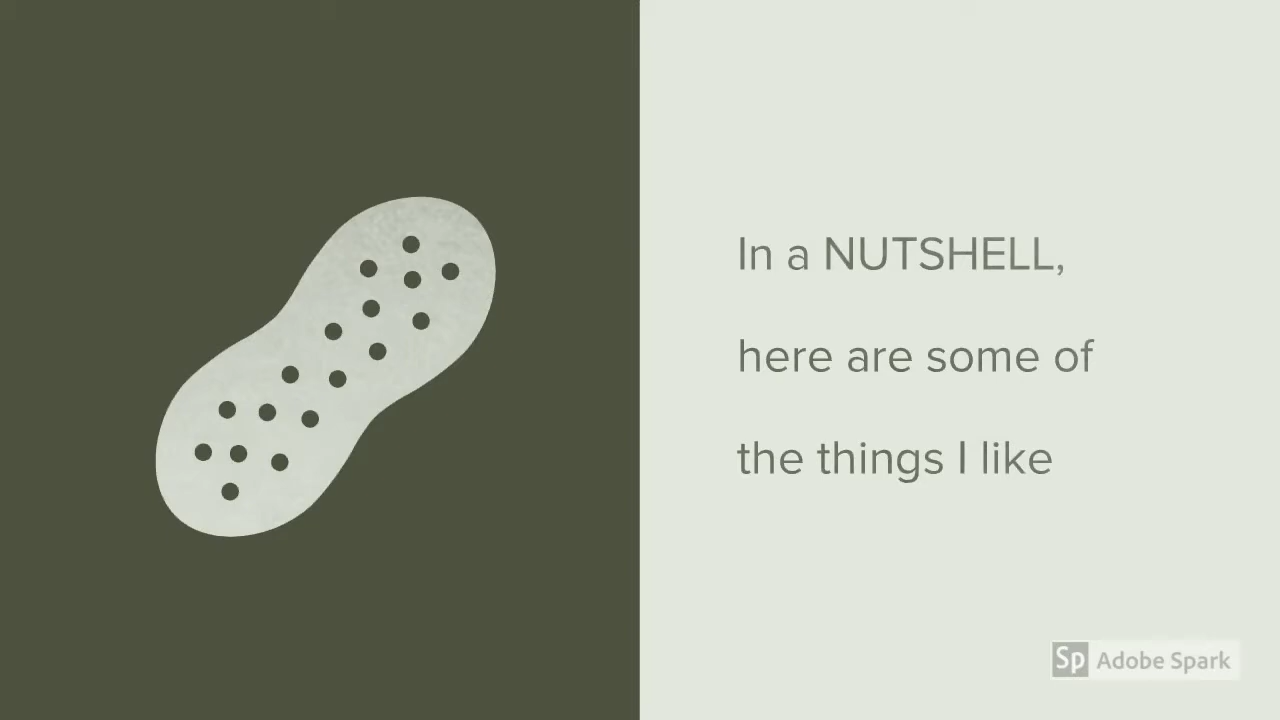 In a NUTSHELL,
here are some of
the things I like
Sp Adobe Spark